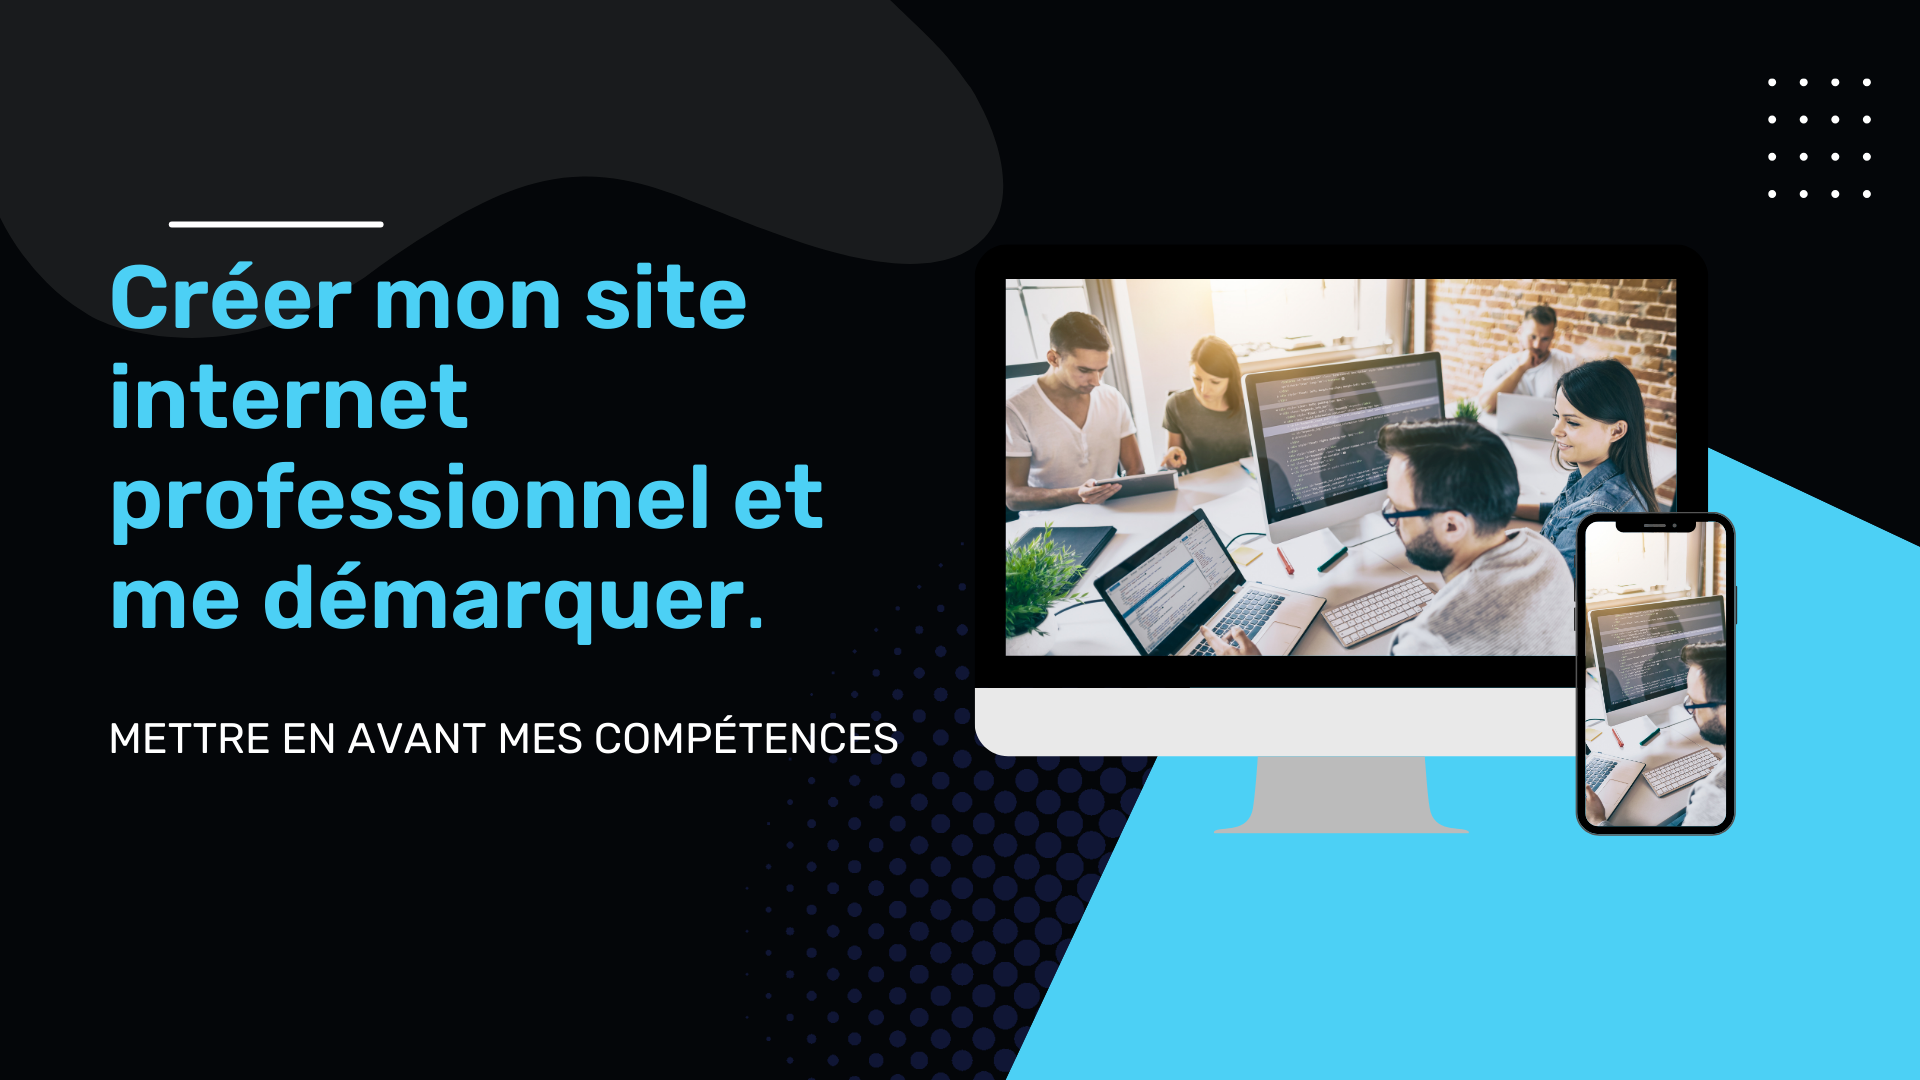 Créer mon site
internet
professionnel et
me démarquer.
METTRE EN AVANT MES COMPÉTENCES